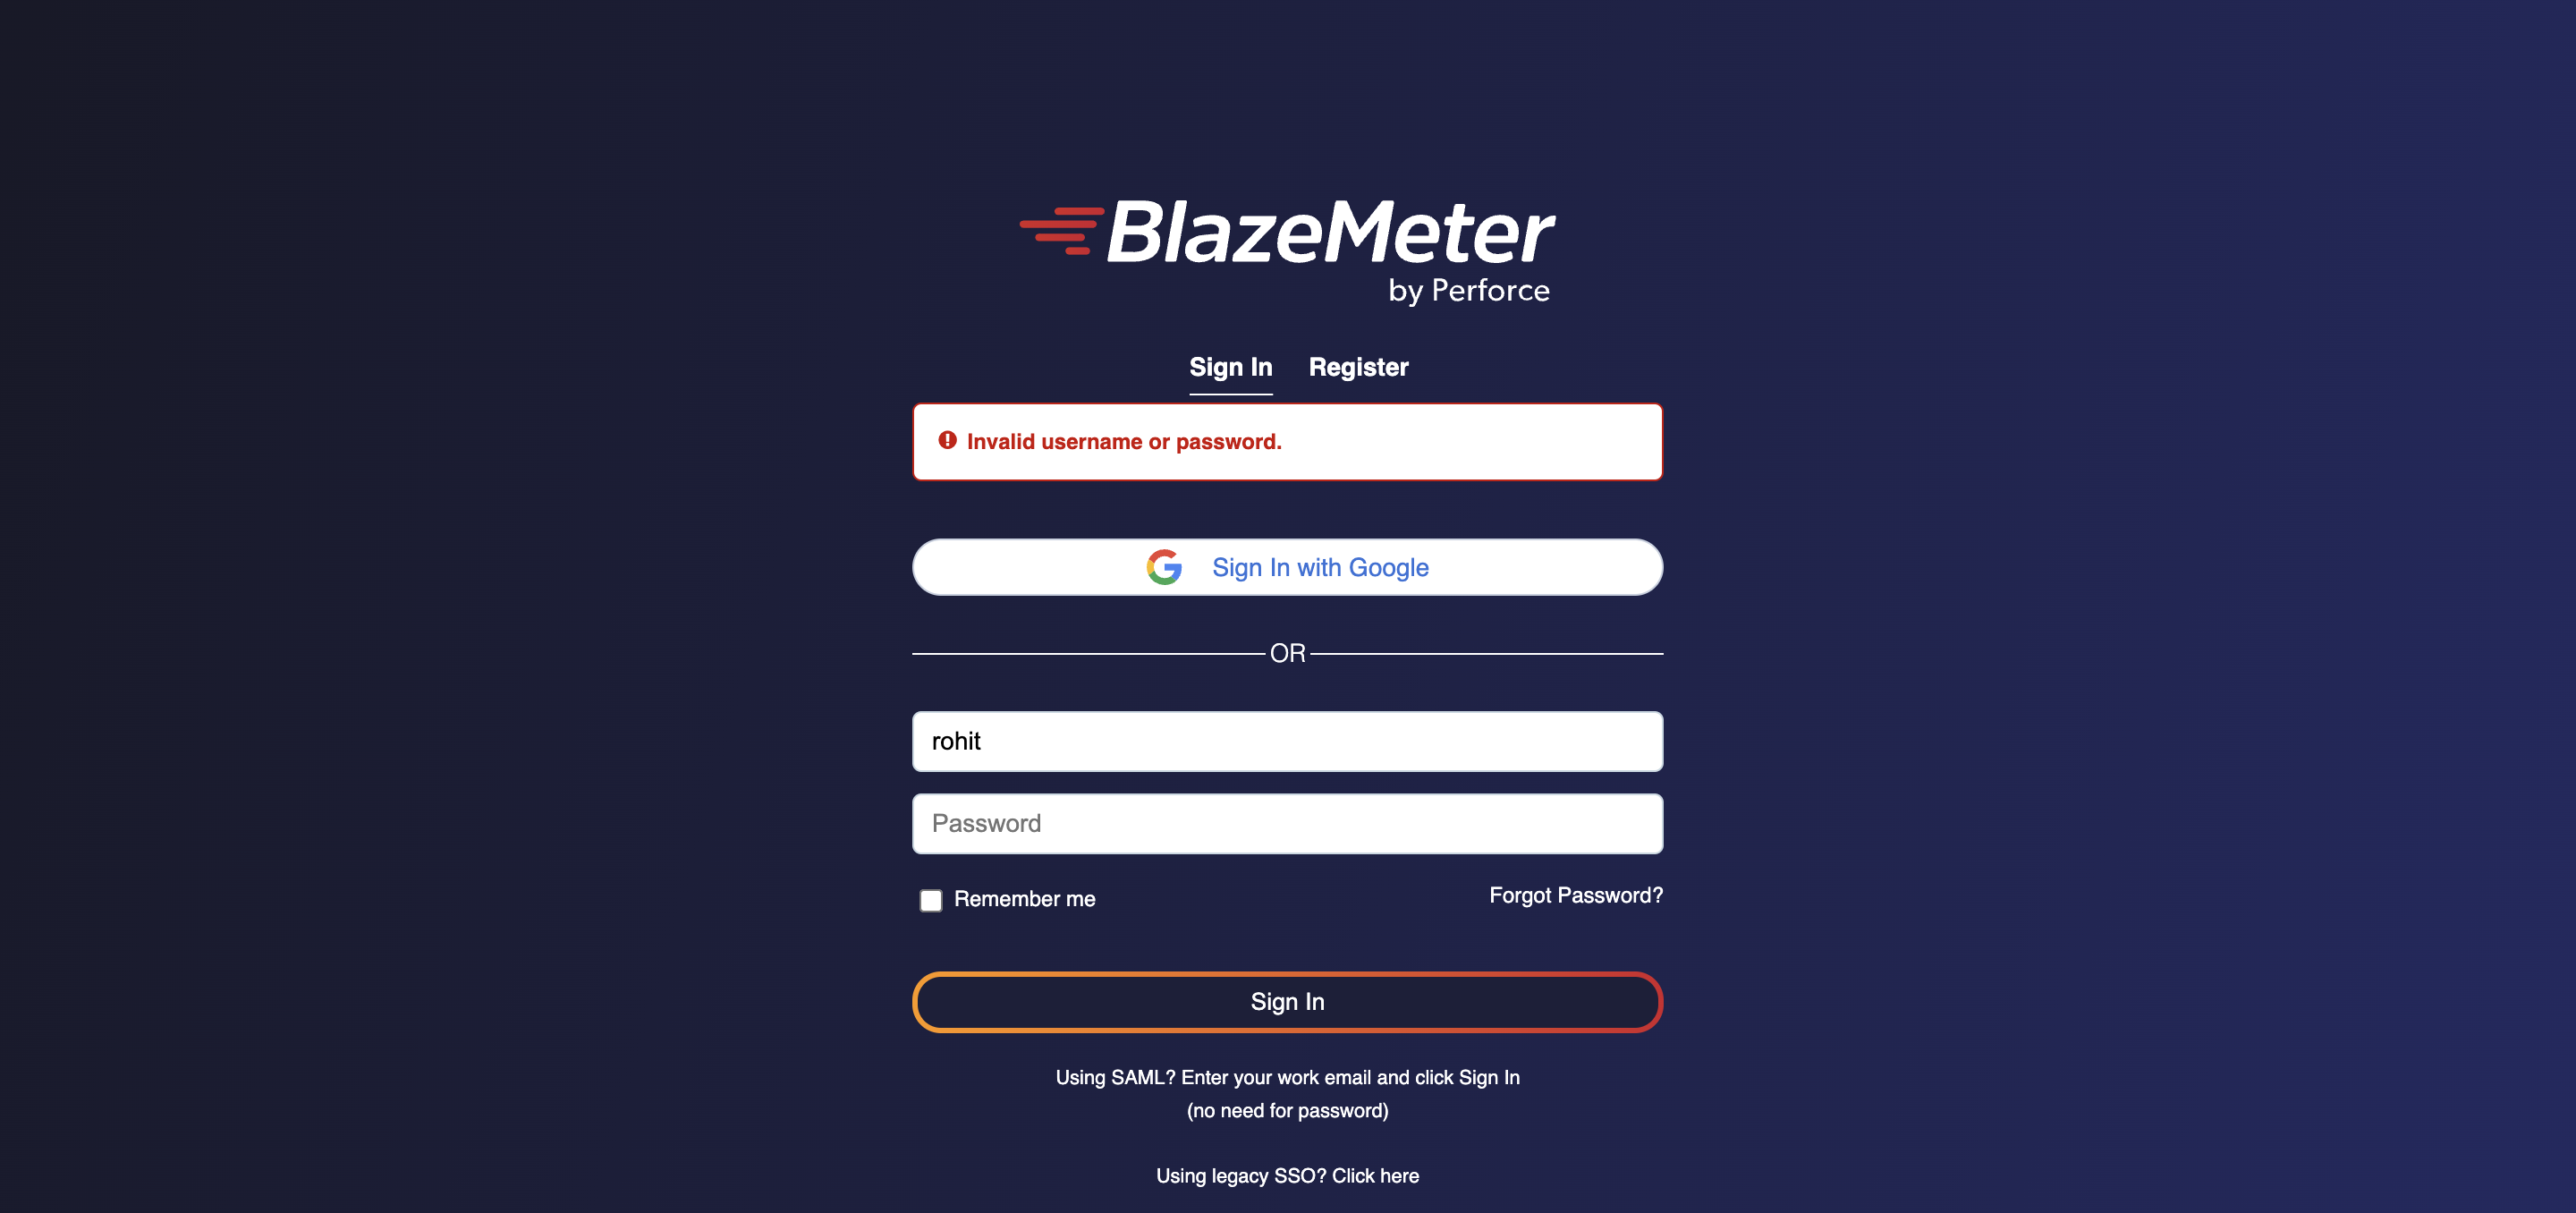 BlazeMeter
by Perforce
Sign In Register
Invalid username or password.
Sign In with Google
OR
rohit
Password
Remember me Forgot Password?
Sign In
Using SAML? Enter your work email and click Sign In
(no need for password)
Using legacy SSO? Click here